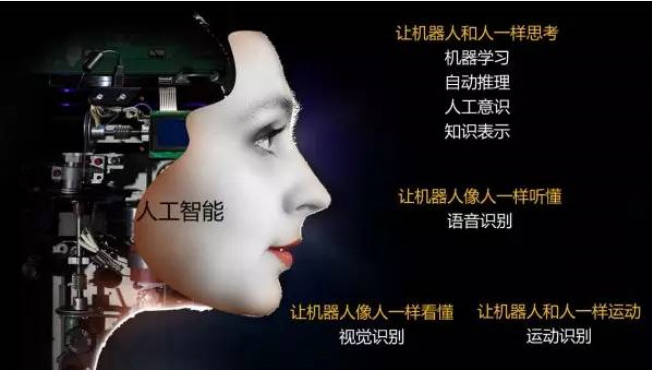 让机器人和人一样思考
机器学习
自动推理
人工意识
知识表示
人工智能
让机器人像人一样听懂
语音识别
让机器人像人一样看懂
视觉识别
让机器人和人一样运动
运动识别